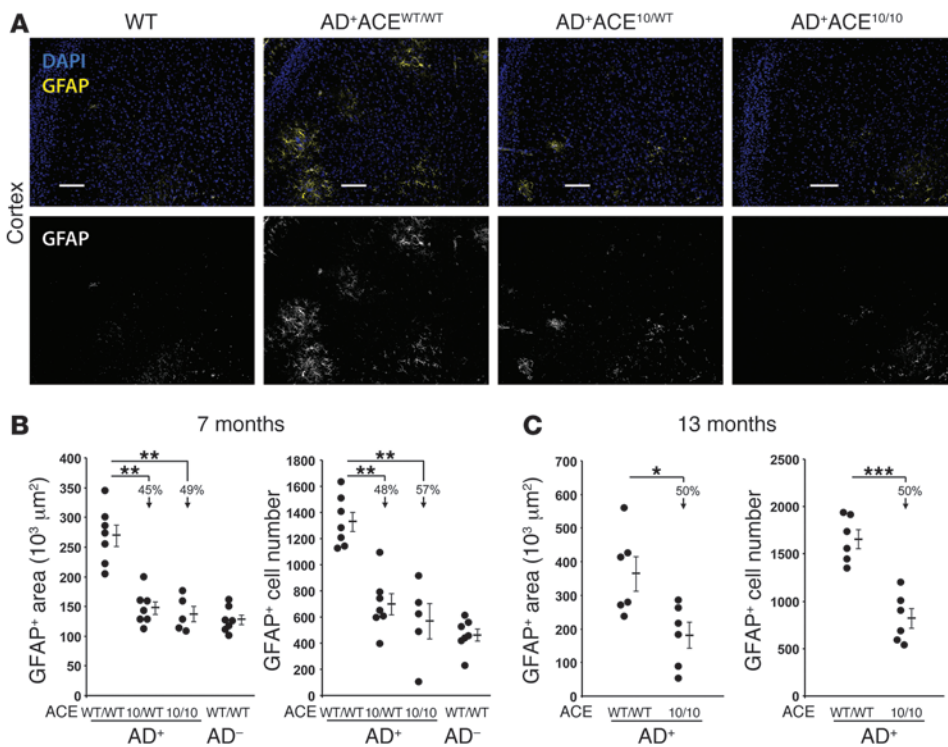 A
WT
AD⁺ACE^WT/WT
AD⁺ACE^10/WT
AD⁺ACE^10/10
DAPI
GFAP
Cortex
GFAP
B
7 months
GFAP⁺ area (10³ μm²)
400
350
300
250
200
150
100
50
0
**
**
45%
49%
ACE WT/WT 10/WT 10/10 WT/WT
AD⁺ AD⁻
GFAP⁺ cell number
1800
1600
1400
1200
1000
800
600
400
200
0
**
**
48%
57%
WT/WT 10/WT 10/10 WT/WT
AD⁺ AD⁻
C
13 months
GFAP⁺ area (10³ μm²)
700
600
500
400
300
200
100
0
*
50%
ACE WT/WT 10/10
AD⁺
GFAP⁺ cell number
2500
2000
1500
1000
500
0
***
50%
WT/WT 10/10
AD⁺